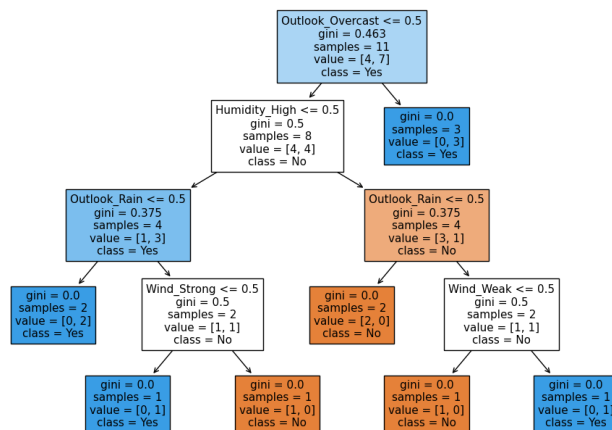 Outlook_Overcast <= 0.5
gini = 0.463
samples = 11
value = [4, 7]
class = Yes
Humidity_High <= 0.5
gini = 0.5
samples = 8
value = [4, 4]
class = No
gini = 0.0
samples = 3
value = [0, 3]
class = Yes
Outlook_Rain <= 0.5
gini = 0.375
samples = 4
value = [1, 3]
class = Yes
Outlook_Rain <= 0.5
gini = 0.375
samples = 4
value = [3, 1]
class = No
gini = 0.0
samples = 2
value = [0, 2]
class = Yes
Wind_Strong <= 0.5
gini = 0.5
samples = 2
value = [1, 1]
class = No
gini = 0.0
samples = 2
value = [2, 0]
class = No
Wind_Weak <= 0.5
gini = 0.5
samples = 2
value = [1, 1]
class = No
gini = 0.0
samples = 1
value = [0, 1]
class = Yes
gini = 0.0
samples = 1
value = [1, 0]
class = No
gini = 0.0
samples = 1
value = [1, 0]
class = No
gini = 0.0
samples = 1
value = [0, 1]
class = Yes